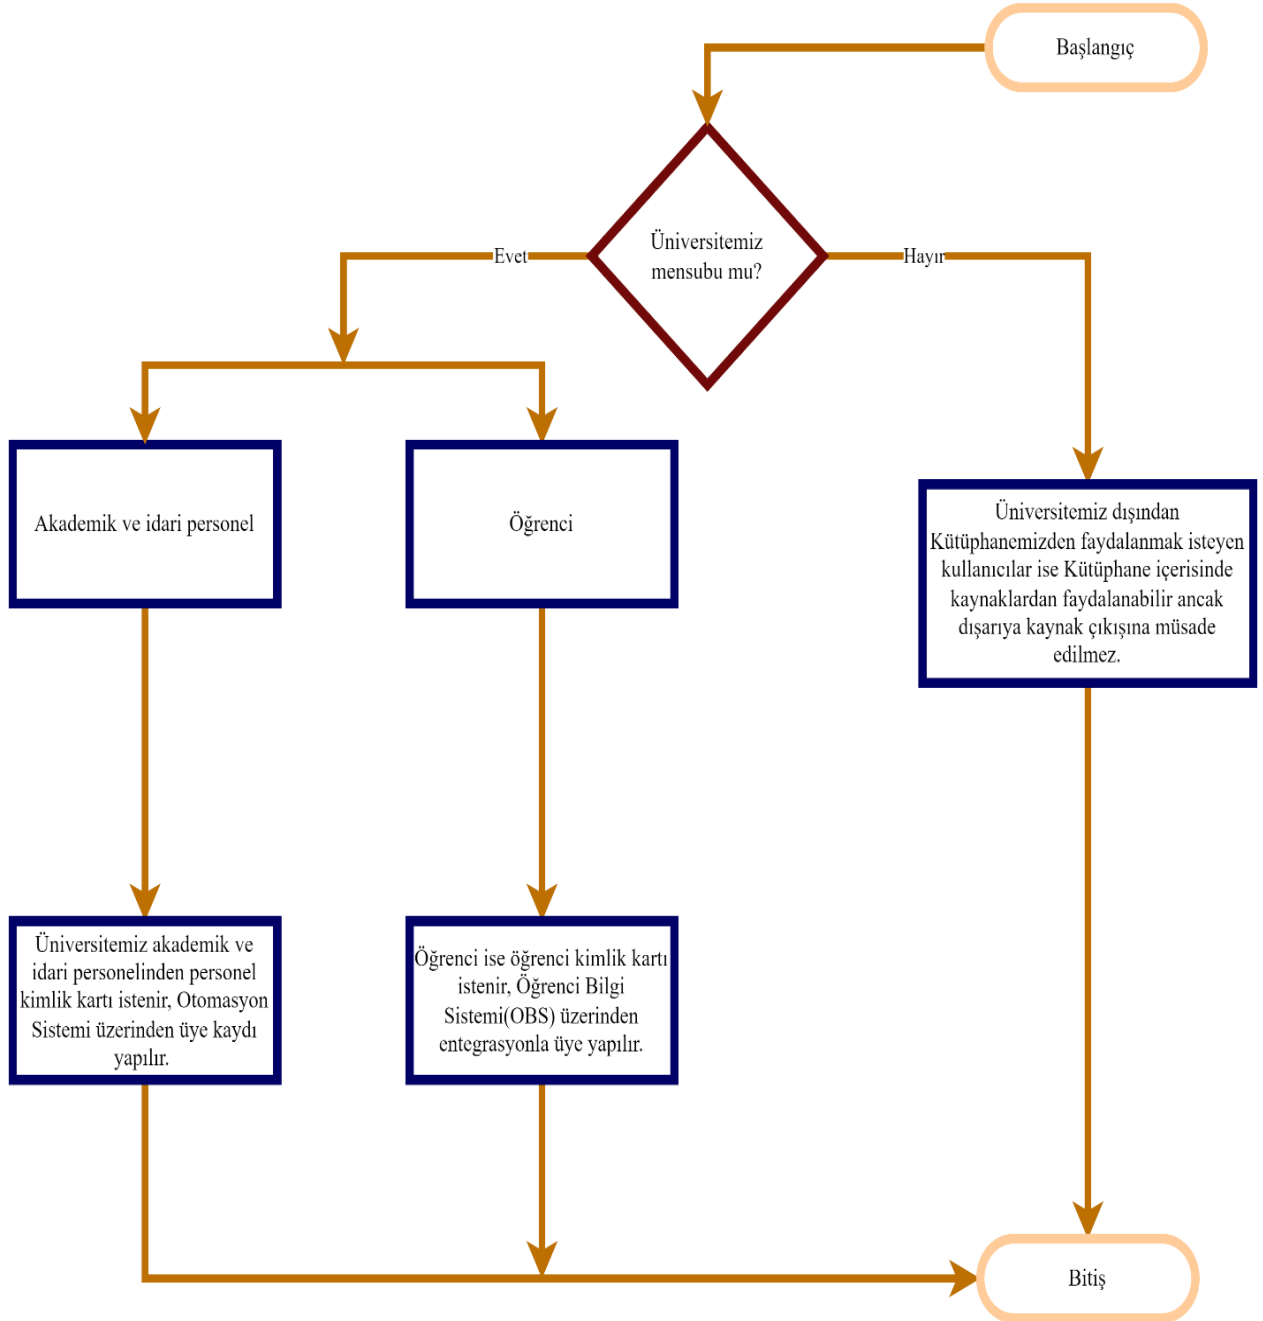 Başlangıç
Üniversitemiz
mensubu mu?
Evet
Hayır
Akademik ve idari personel
Öğrenci
Üniversitemiz dışından
Kütüphanemizden faydalanmak isteyen
kullanıcılar ise Kütüphane içerisinde
kaynaklardan faydalanabilir ancak
dışarıya kaynak çıkışına müsade
edilmez.
Üniversitemiz akademik ve
idari personelinden personel
kimlik kartı istenir, Otomasyon
Sistemi üzerinden üye kaydı
yapılır.
Öğrenci ise öğrenci kimlik kartı
istenir, Öğrenci Bilgi
Sistemi(OBS) üzerinden
entegrasyonla üye yapılır.
Bitiş